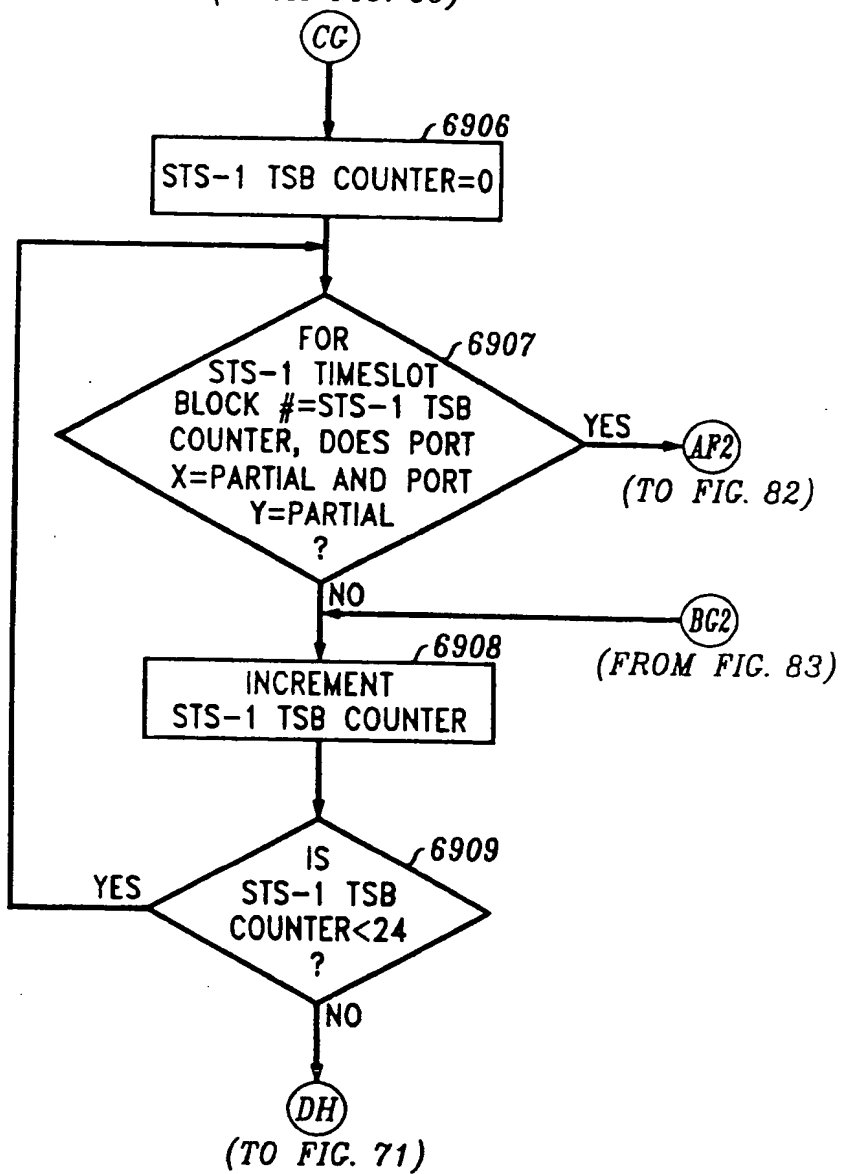 CG
6906
STS-1 TSB COUNTER=0
FOR
6907
STS-1 TIMESLOT
BLOCK #=STS-1 TSB
COUNTER, DOES PORT
X=PARTIAL AND PORT
Y=PARTIAL
?
YES
AF2
(TO FIG. 82)
NO
BG2
(FROM FIG. 83)
6908
INCREMENT
STS-1 TSB COUNTER
6909
IS
STS-1 TSB
COUNTER<24
?
YES
NO
DH
(TO FIG. 71)